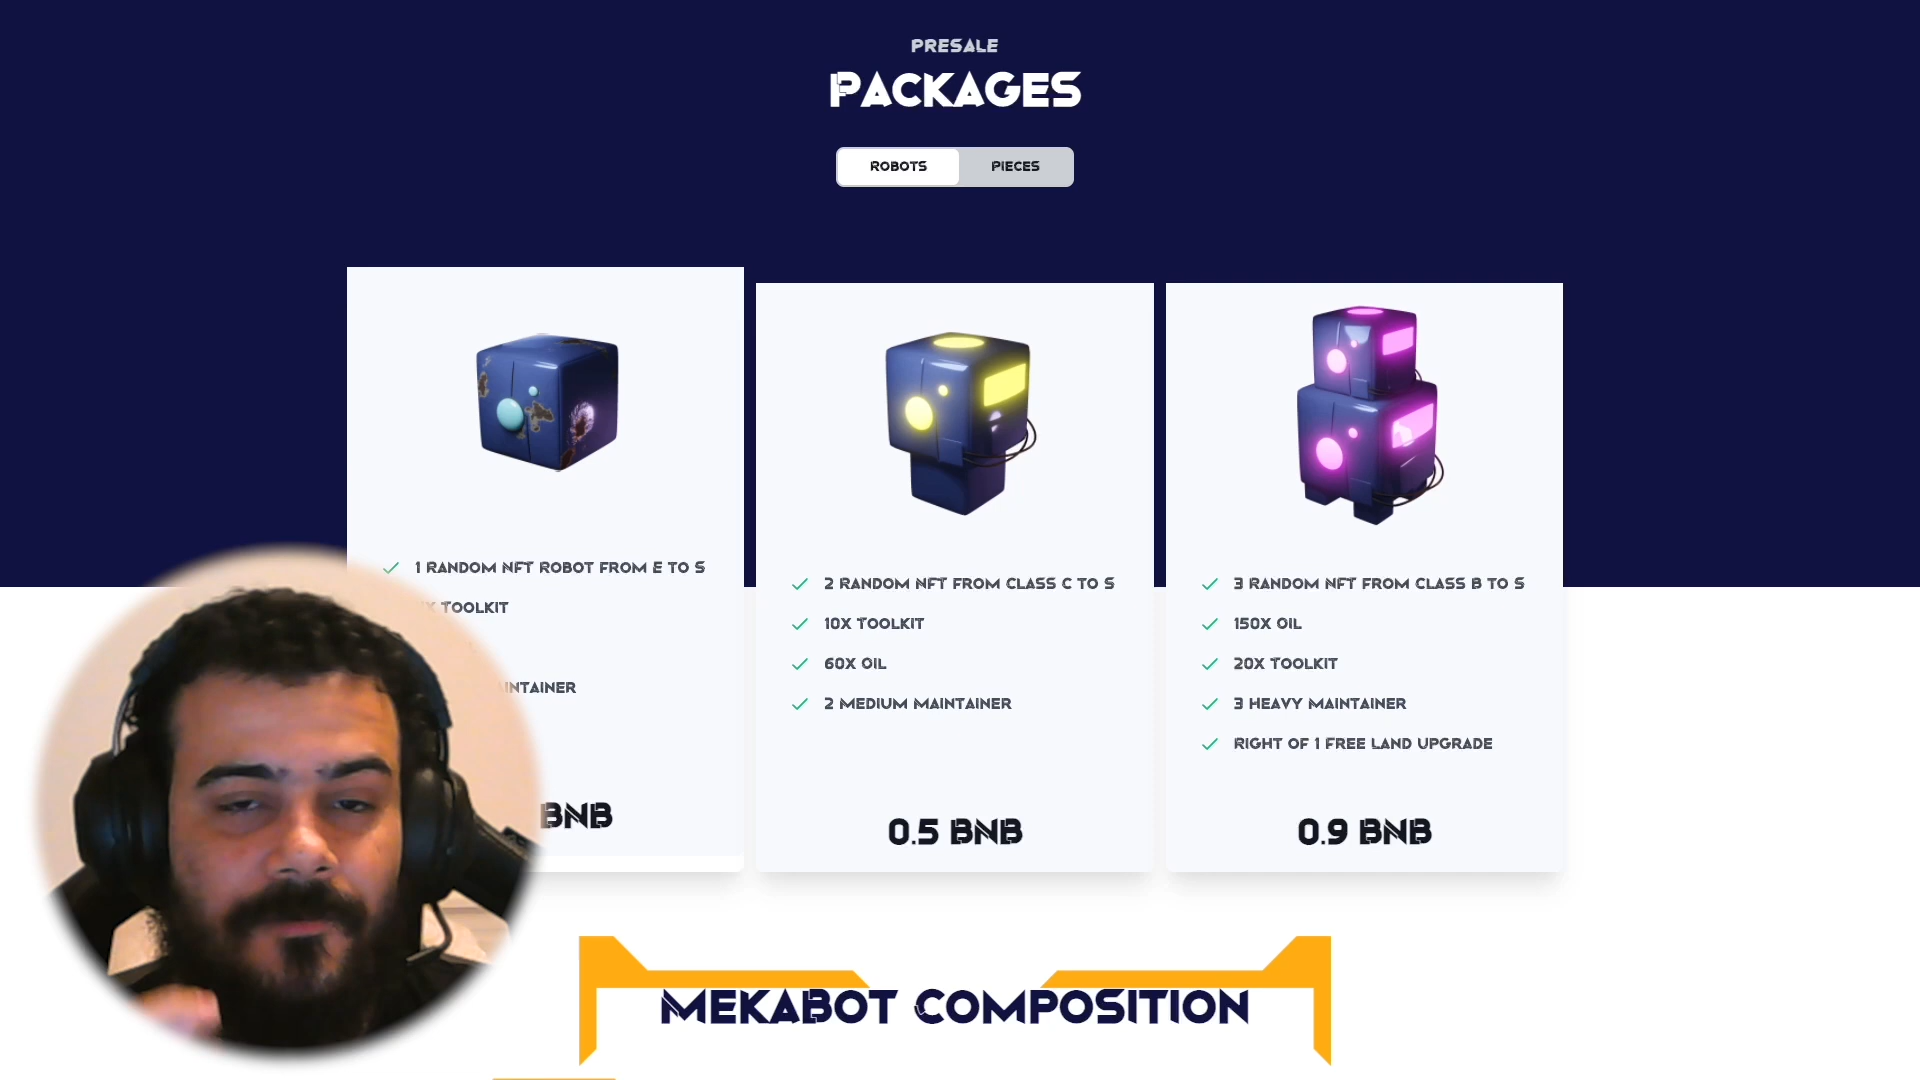 PRESALE
PACKAGES
ROBOTS
PIECES
1 RANDOM NFT ROBOT FROM E TO S
TOOLKIT
BNB
2 RANDOM NFT FROM CLASS C TO S
10X TOOLKIT
60X OIL
2 MEDIUM MAINTAINER
0.5 BNB
3 RANDOM NFT FROM CLASS B TO S
150X OIL
20X TOOLKIT
3 HEAVY MAINTAINER
RIGHT OF 1 FREE LAND UPGRADE
0.9 BNB
MEKABOT COMPOSITION